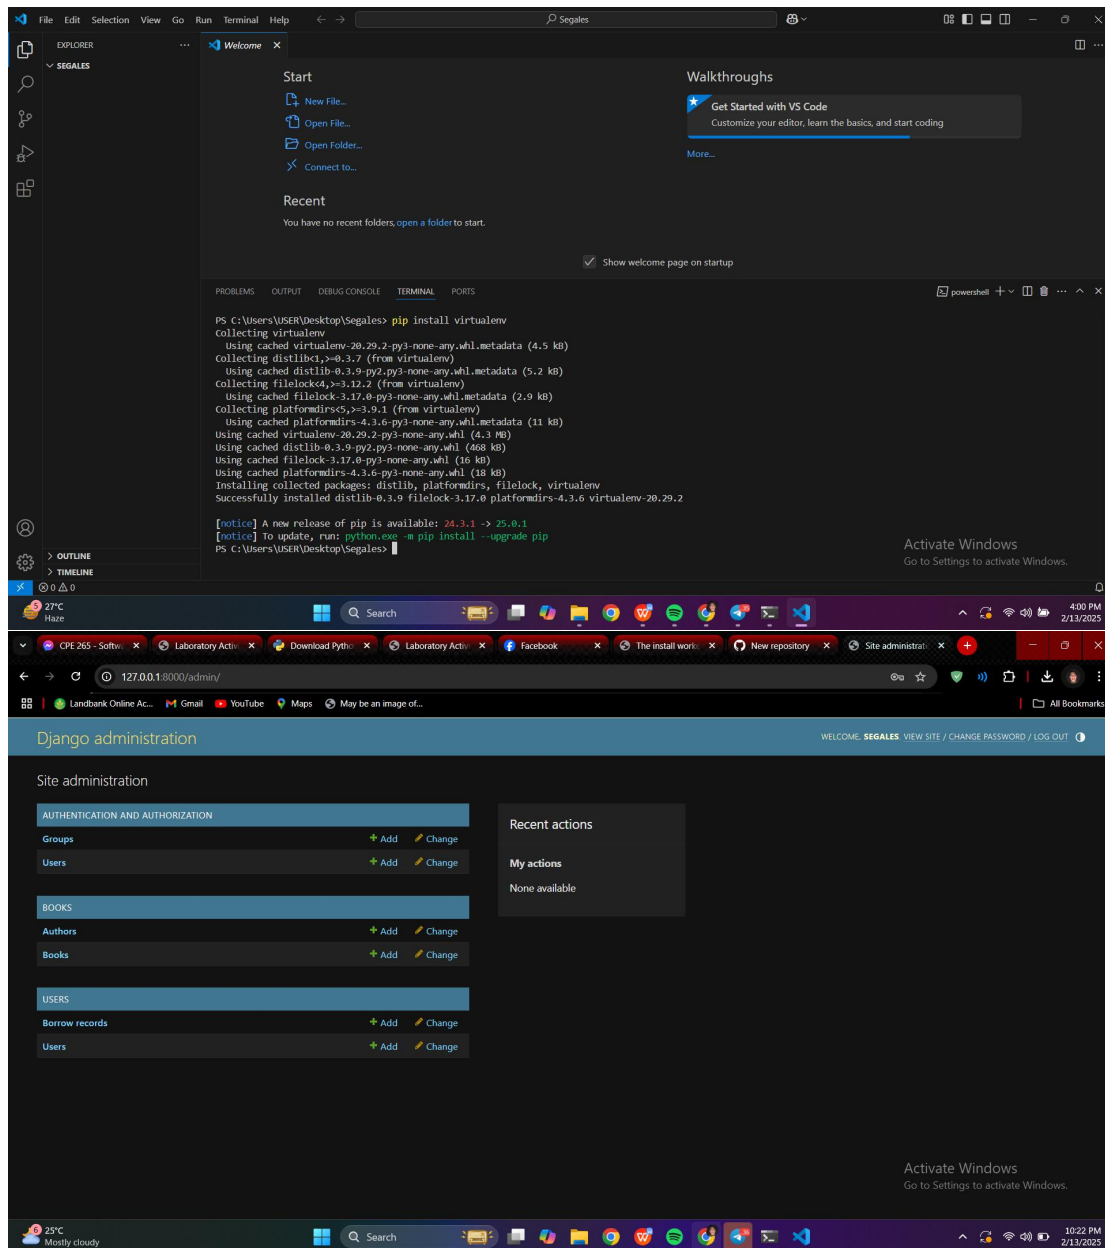 File Edit Selection View Go Run Terminal Help
Segales
EXPLORER
Welcome
SEGALES
Start
New File...
Open File...
Open Folder...
Connect to...
Recent
You have no recent folders, open a folder to start.
Walkthroughs
Get Started with VS Code
Customize your editor, learn the basics, and start coding
More...
Show welcome page on startup
PROBLEMS OUTPUT DEBUG CONSOLE TERMINAL PORTS
powershell
PS C:\Users\USER\Desktop\Segales> pip install virtualenv
Collecting virtualenv
Using cached virtualenv-20.29.2-py3-none-any.whl.metadata (4.5 kB)
Collecting distlib<1,>=0.3.7 (from virtualenv)
Using cached distlib-0.3.9-py2.py3-none-any.whl.metadata (5.2 kB)
Collecting filelock<4,>=3.12.2 (from virtualenv)
Using cached filelock-3.17.0-py3-none-any.whl.metadata (2.9 kB)
Collecting platformdirs<5,>=3.9.1 (from virtualenv)
Using cached platformdirs-4.3.6-py3-none-any.whl.metadata (11 kB)
Using cached virtualenv-20.29.2-py3-none-any.whl (4.3 MB)
Using cached distlib-0.3.9-py2.py3-none-any.whl (468 kB)
Using cached filelock-3.17.0-py3-none-any.whl (16 kB)
Using cached platformdirs-4.3.6-py3-none-any.whl (18 kB)
Installing collected packages: distlib, platformdirs, filelock, virtualenv
Successfully installed distlib-0.3.9 filelock-3.17.0 platformdirs-4.3.6 virtualenv-20.29.2
[notice] A new release of pip is available: 24.3.1 -> 25.0.1
[notice] To update, run: python.exe -m pip install --upgrade pip
PS C:\Users\USER\Desktop\Segales>
OUTLINE
TIMELINE
Activate Windows
Go to Settings to activate Windows.
0 0
5 27°C
Haze
Search
4:00 PM
2/13/2025
CPE 265 - Softw Laboratory Activ Download Pytho Laboratory Activ Facebook The install work New repository Site administrati
127.0.0.1:8000/admin/
Landbank Online Ac... Gmail YouTube Maps May be an image of... All Bookmarks
Django administration
WELCOME, SEGALES. VIEW SITE / CHANGE PASSWORD / LOG OUT
Site administration
AUTHENTICATION AND AUTHORIZATION
Groups Add Change
Users Add Change
BOOKS
Authors Add Change
Books Add Change
USERS
Borrow records Add Change
Users Add Change
Recent actions
My actions
None available
Activate Windows
Go to Settings to activate Windows.
6 25°C
Mostly cloudy
Search
10:22 PM
2/13/2025